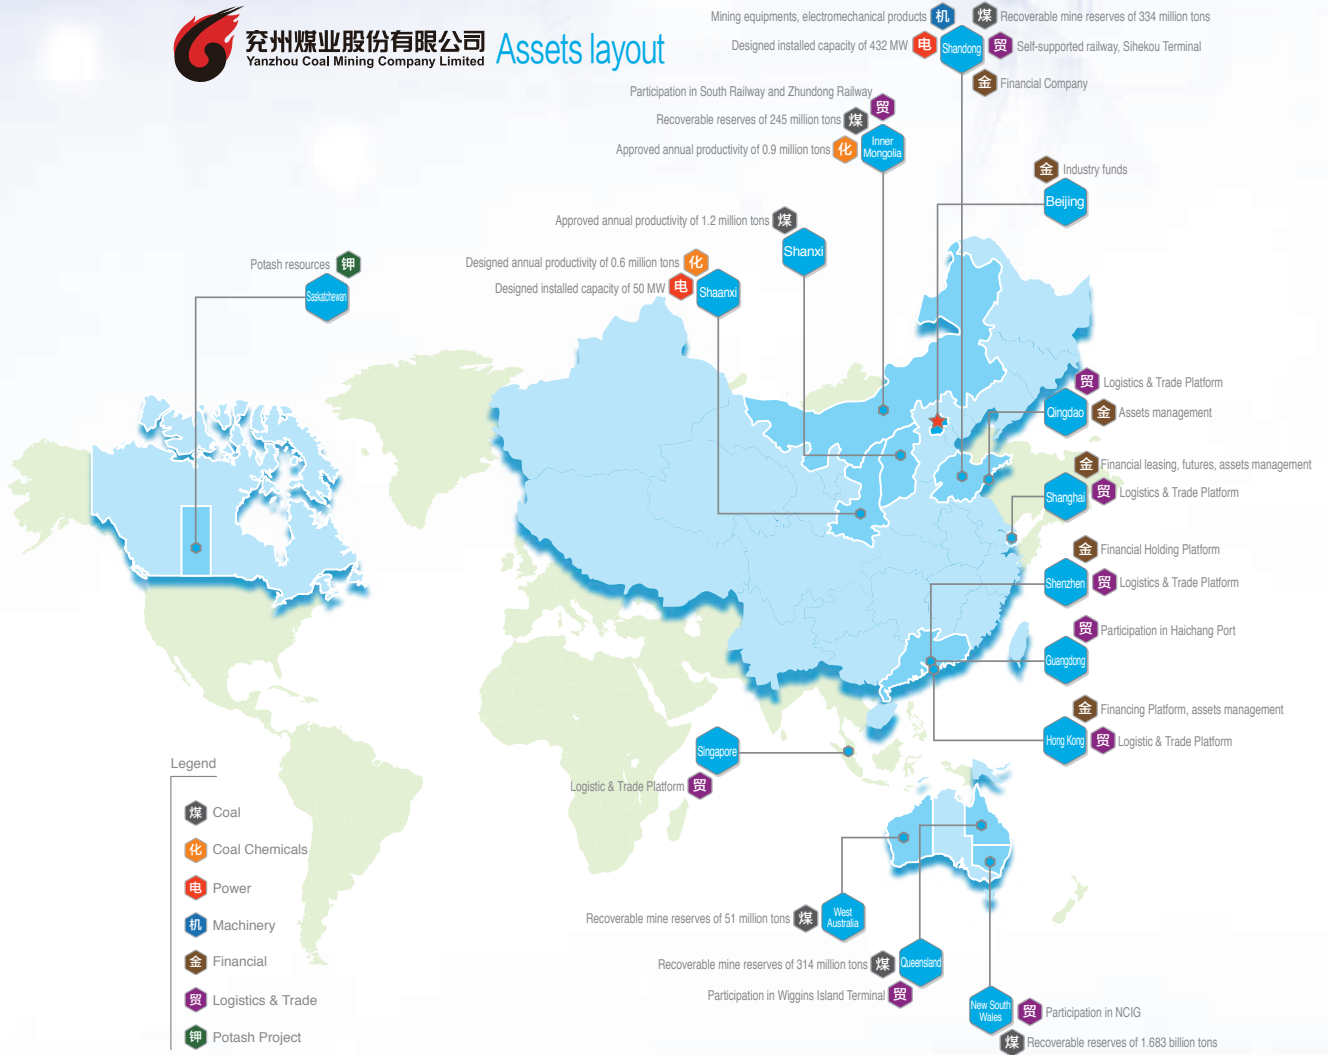 兖州煤业股份有限公司
Yanzhou Coal Mining Company Limited
Assets layout
Mining equipments, electromechanical products 机
煤 Recoverable mine reserves of 334 million tons
Designed installed capacity of 432 MW 电
Shandong
贸 Self-supported railway, Sihekou Terminal
金 Financial Company
Participation in South Railway and Zhundong Railway 贸
Recoverable reserves of 245 million tons 煤
Approved annual productivity of 0.9 million tons 化
Inner
Mongolia
金 Industry funds
Beijing
Approved annual productivity of 1.2 million tons 煤
Shanxi
Designed annual productivity of 0.6 million tons 化
Designed installed capacity of 50 MW 电
Shaanxi
Potash resources 钾
Saskatchewan
贸 Logistics & Trade Platform
Qingdao
金 Assets management
金 Financial leasing, futures, assets management
Shanghai
贸 Logistics & Trade Platform
金 Financial Holding Platform
Shenzhen
贸 Logistics & Trade Platform
贸 Participation in Haichang Port
Guangdong
金 Financing Platform, assets management
Hong Kong
贸 Logistic & Trade Platform
Singapore
Logistic & Trade Platform 贸
Recoverable mine reserves of 51 million tons 煤
West
Australia
Recoverable mine reserves of 314 million tons 煤
Queensland
Participation in Wiggins Island Terminal 贸
New South
Wales
贸 Participation in NCIG
煤 Recoverable reserves of 1.683 billion tons
Legend
煤 Coal
化 Coal Chemicals
电 Power
机 Machinery
金 Financial
贸 Logistics & Trade
钾 Potash Project